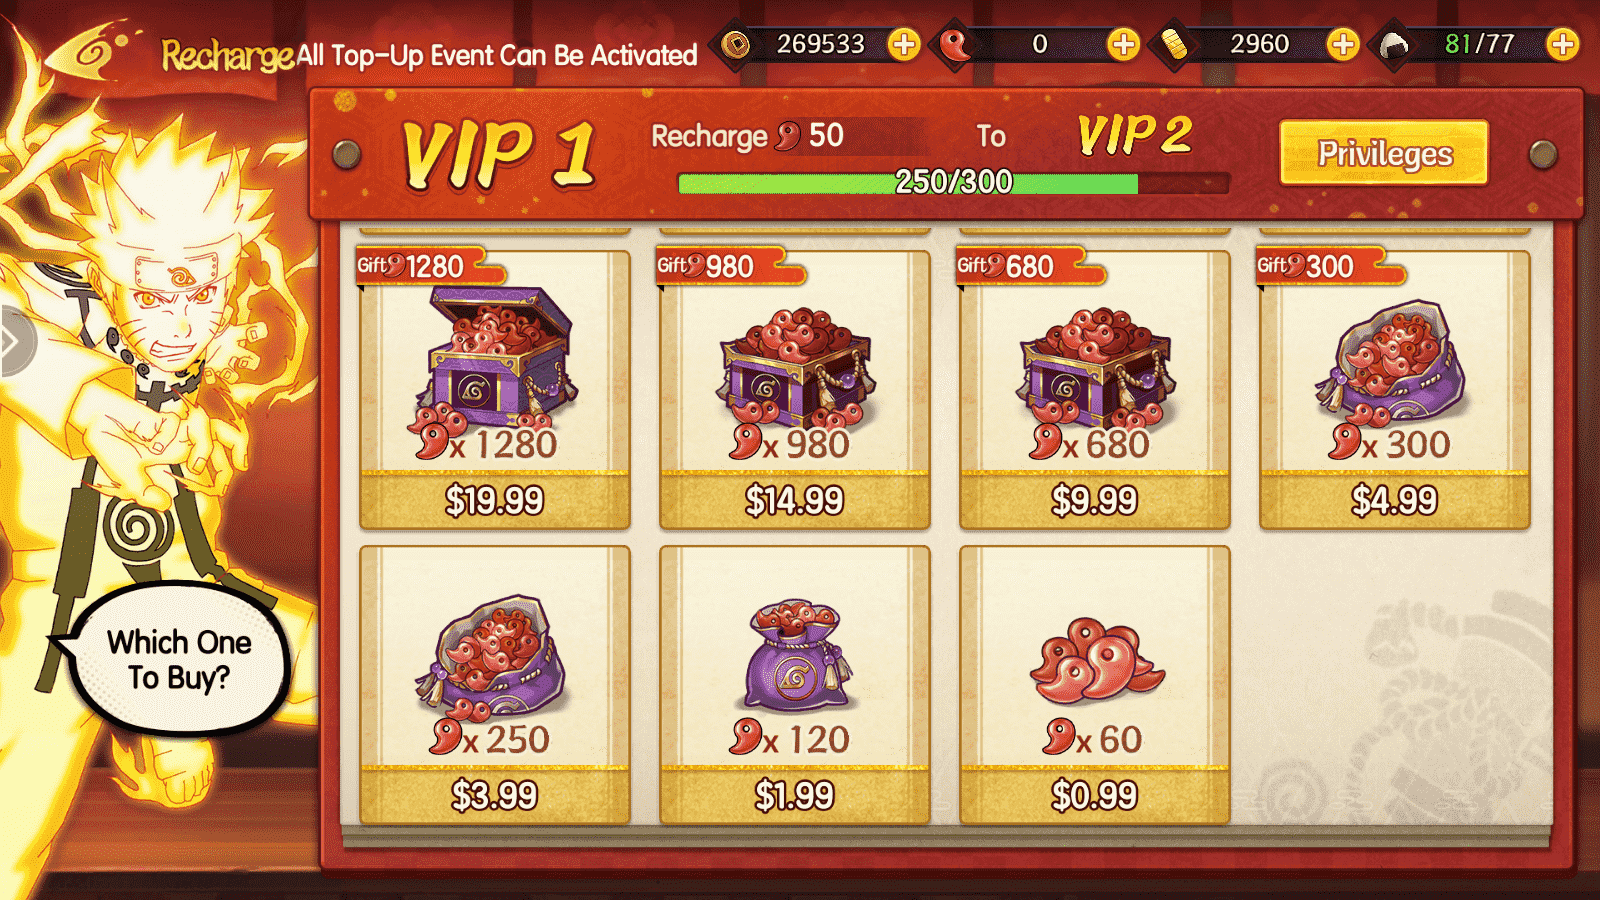 Recharge
All Top-Up Event Can Be Activated
269533
0
2960
81/77
VIP 1
Recharge 50
To
VIP 2
250/300
Privileges
Gift 1280
Gift 980
Gift 680
Gift 300
x 1280
x 980
x 680
x 300
$19.99
$14.99
$9.99
$4.99
x 250
x 120
x 60
$3.99
$1.99
$0.99
Which One
To Buy?